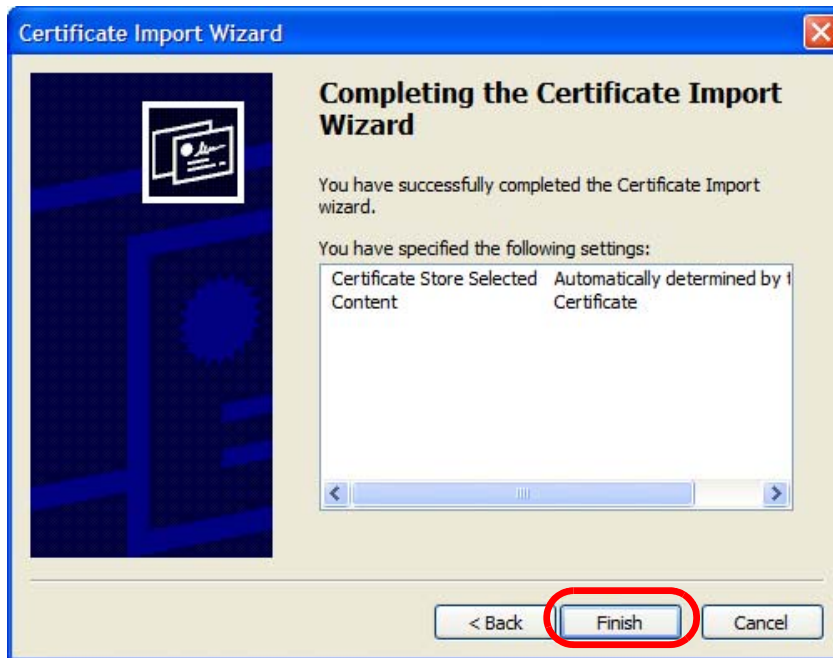 Certificate Import Wizard
Completing the Certificate Import
Wizard
You have successfully completed the Certificate Import
wizard.
You have specified the following settings:
Certificate Store Selected Automatically determined by t
Content Certificate
< Back Finish Cancel